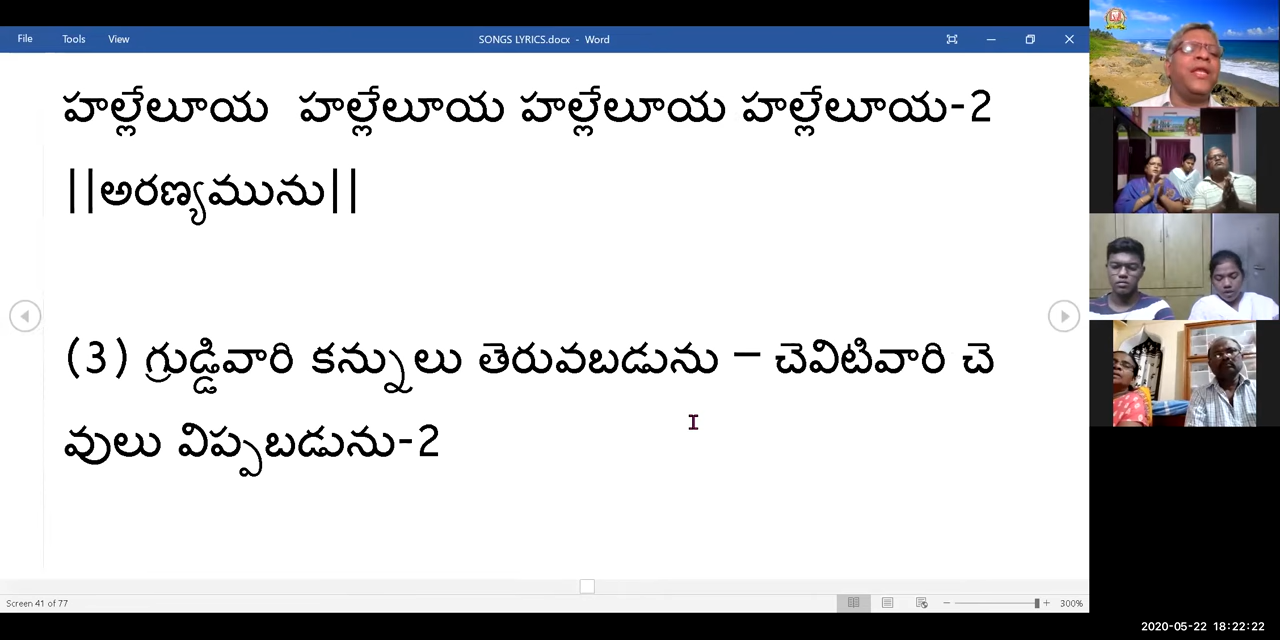 File Tools View SONGS LYRICS.docx - Word
హల్లేలూయ హల్లేలూయ హల్లేలూయ హల్లేలూయ-2
||అరణ్యమును||
(3) గ్రుడ్డివారి కన్నులు తెరువబడును – చెవిటివారి చె
వులు విప్పబడును-2
Screen 41 of 77 300%
2020-05-22 18:22:22